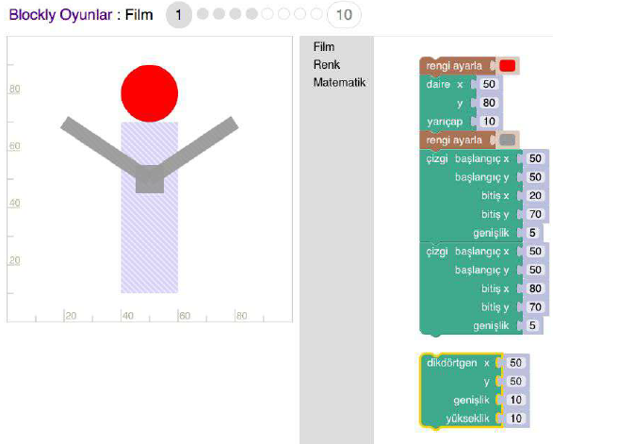 Blockly Oyunlar : Film 1 10
Film
Renk
Matematik
80
60
40
20
20 40 60 80
rengi ayarla
daire x 50
y 80
yarıçap 10
rengi ayarla
çizgi başlangıç x 50
başlangıç y 50
bitiş x 20
bitiş y 70
genişlik 5
çizgi başlangıç x 50
başlangıç y 50
bitiş x 80
bitiş y 70
genişlik 5
dikdörtgen x 50
y 50
genişlik 10
yükseklik 10